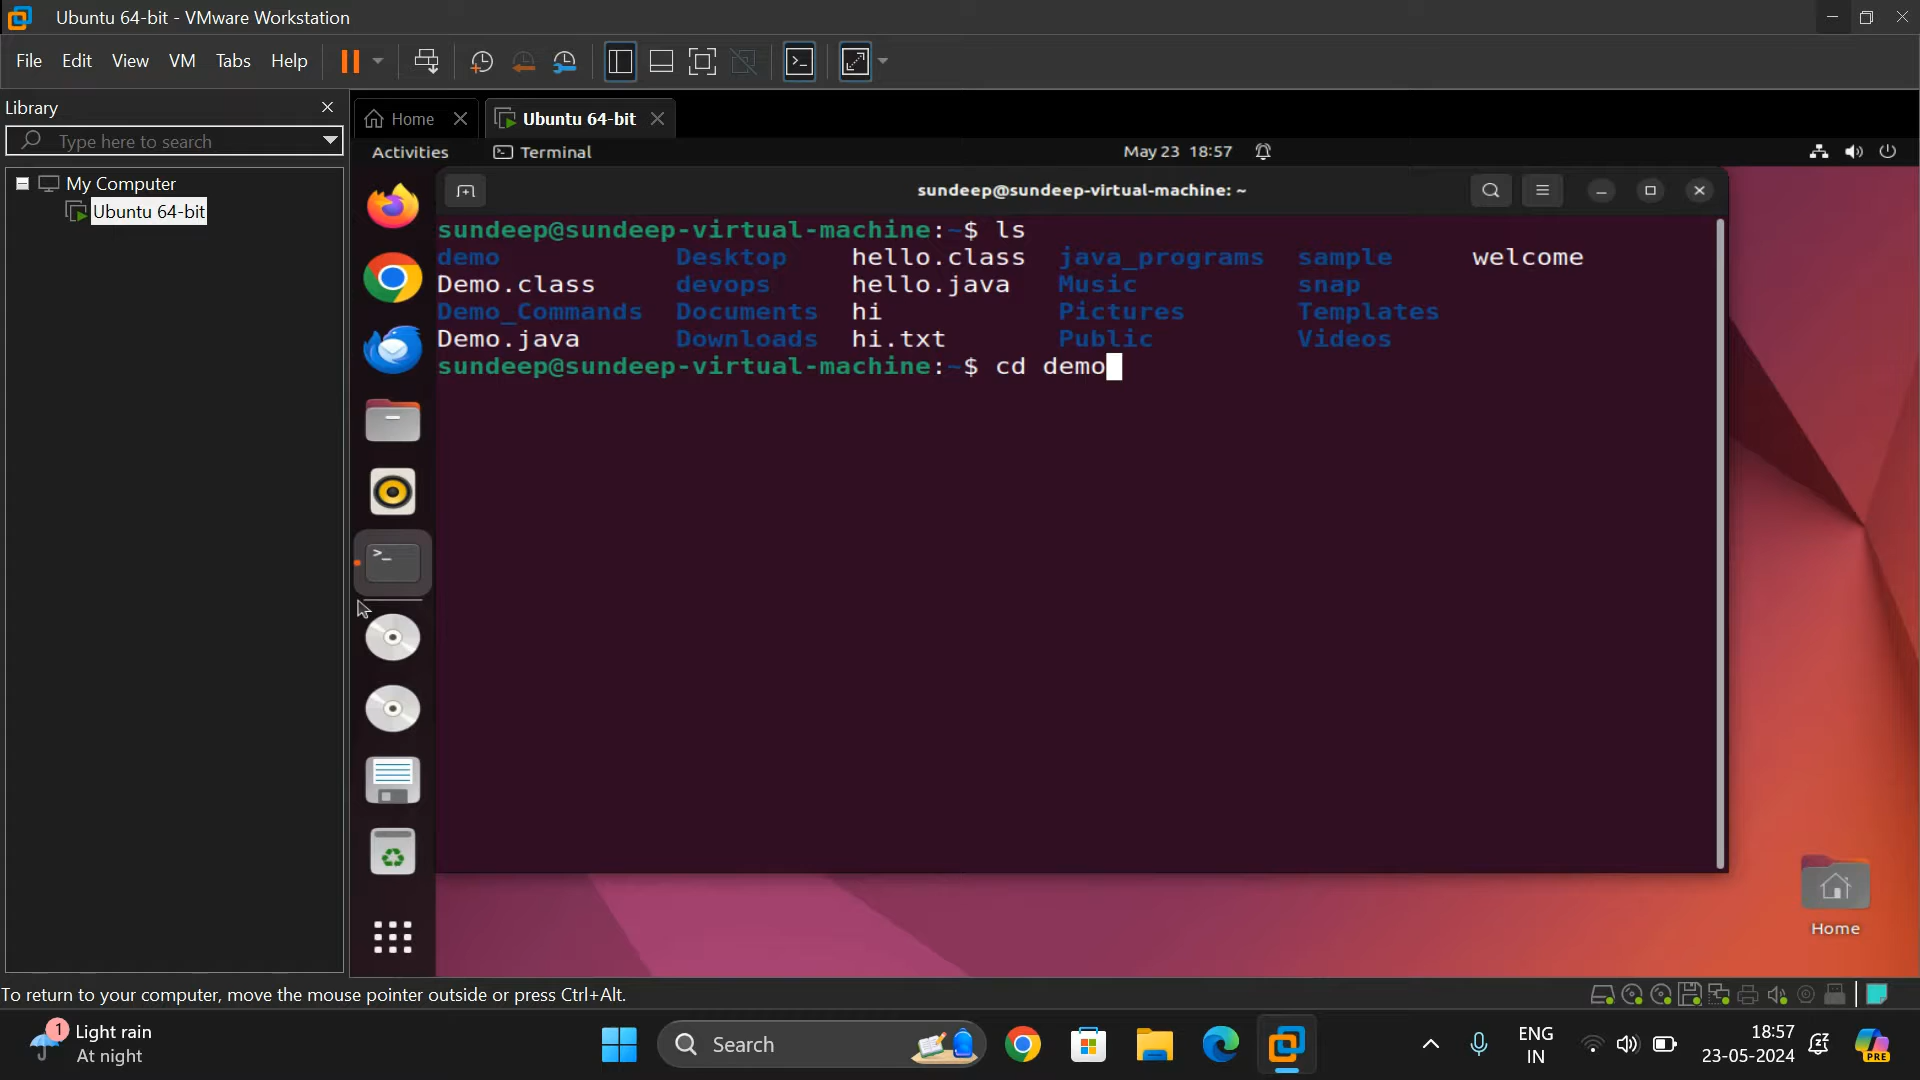 Ubuntu 64-bit - VMware Workstation
File Edit View VM Tabs Help
Library
Type here to search
My Computer
Ubuntu 64-bit
Home
Ubuntu 64-bit
Activities Terminal May 23 18:57
sundeep@sundeep-virtual-machine: ~
sundeep@sundeep-virtual-machine:~$ ls
demo Desktop hello.class java_programs sample welcome
Demo.class devops hello.java Music snap
Demo_Commands Documents hi Pictures Templates
Demo.java Downloads hi.txt Public Videos
sundeep@sundeep-virtual-machine:~$ cd demo
Home
To return to your computer, move the mouse pointer outside or press Ctrl+Alt.
1
Light rain
At night
Search
ENG
IN
18:57
23-05-2024
PRE